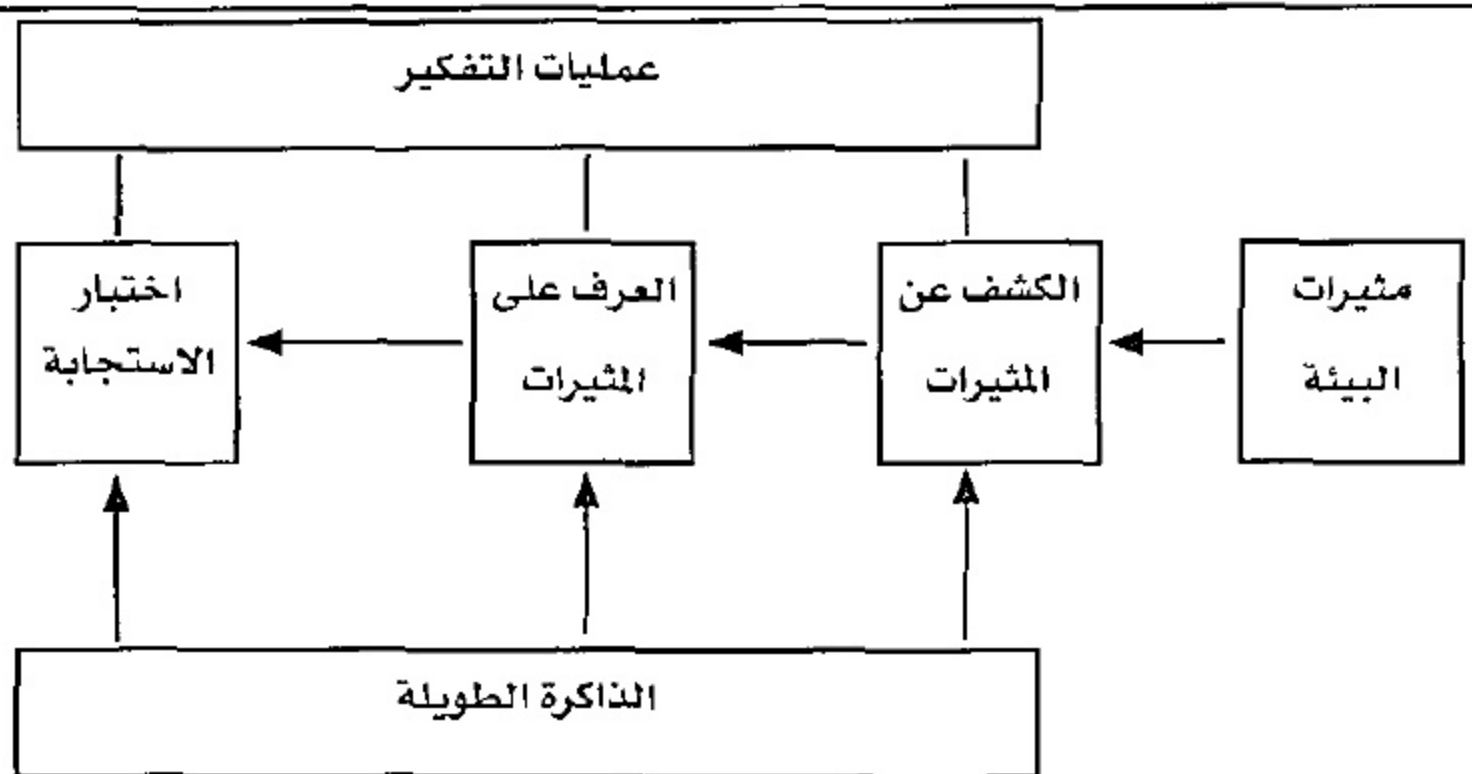 عمليات التفكير
مثيرات
البيئة
الكشف عن
المثيرات
العرف على
المثيرات
اختبار
الاستجابة
الذاكرة الطويلة